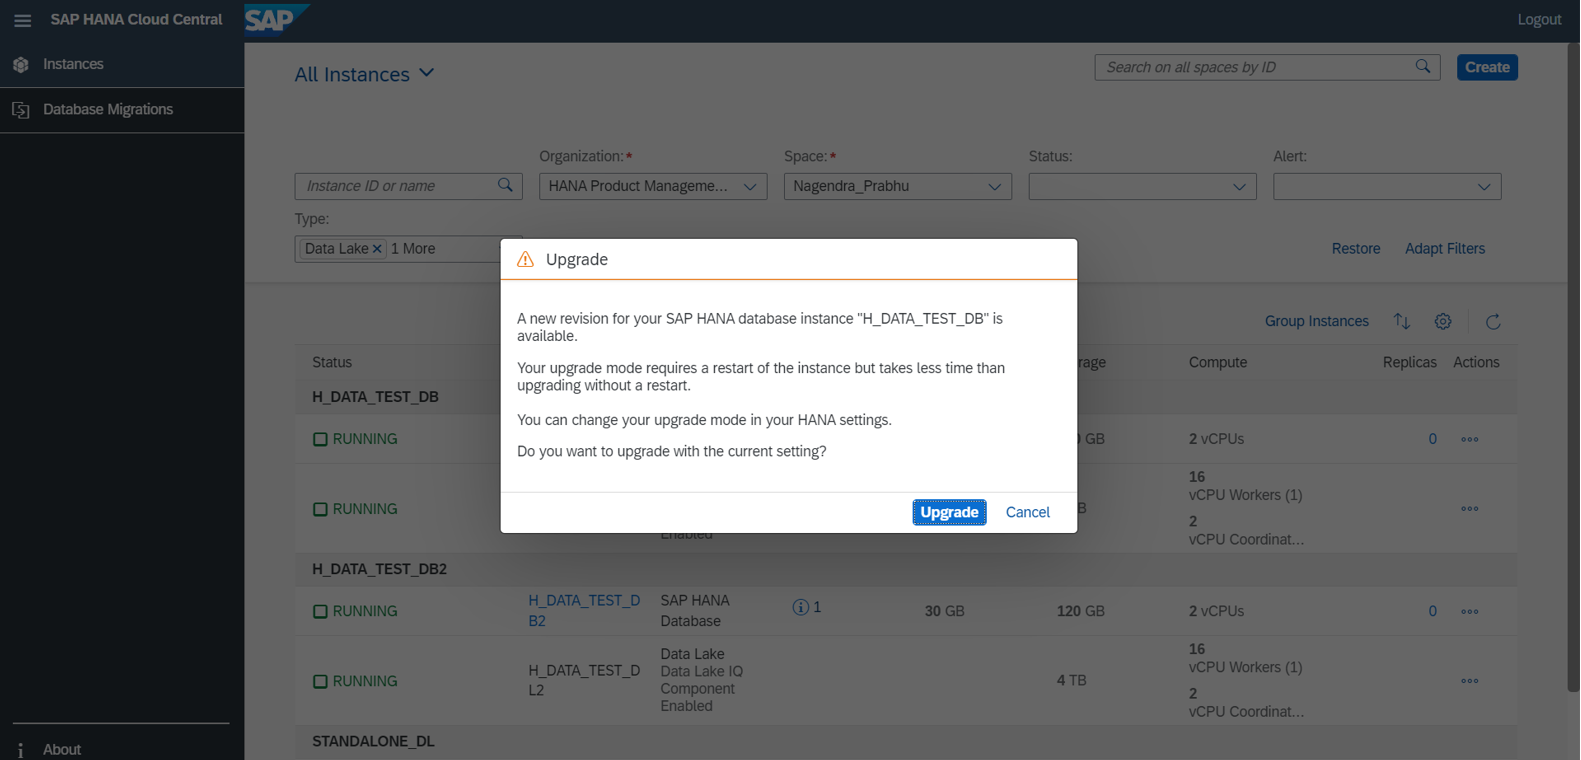 SAP HANA Cloud Central
SAP
Logout
Instances
Database Migrations
About
All Instances
Search on all spaces by ID
Create
Organization:*
Space:*
Status:
Alert:
Instance ID or name
HANA Product Manageme...
Nagendra_Prabhu
Type:
Data Lake
1 More
Restore
Adapt Filters
Group Instances
Status
Compute
Replicas
Actions
H_DATA_TEST_DB
RUNNING
GB
2 vCPUs
0
RUNNING
Enabled
16
vCPU Workers (1)
2
vCPU Coordinat...
H_DATA_TEST_DB2
RUNNING
H_DATA_TEST_D
B2
SAP HANA
Database
1
30 GB
120 GB
2 vCPUs
0
RUNNING
H_DATA_TEST_D
L2
Data Lake
Data Lake IQ
Component
Enabled
4 TB
16
vCPU Workers (1)
2
vCPU Coordinat...
STANDALONE_DL
Upgrade
A new revision for your SAP HANA database instance "H_DATA_TEST_DB" is
available.
Your upgrade mode requires a restart of the instance but takes less time than
upgrading without a restart.
You can change your upgrade mode in your HANA settings.
Do you want to upgrade with the current setting?
Upgrade
Cancel